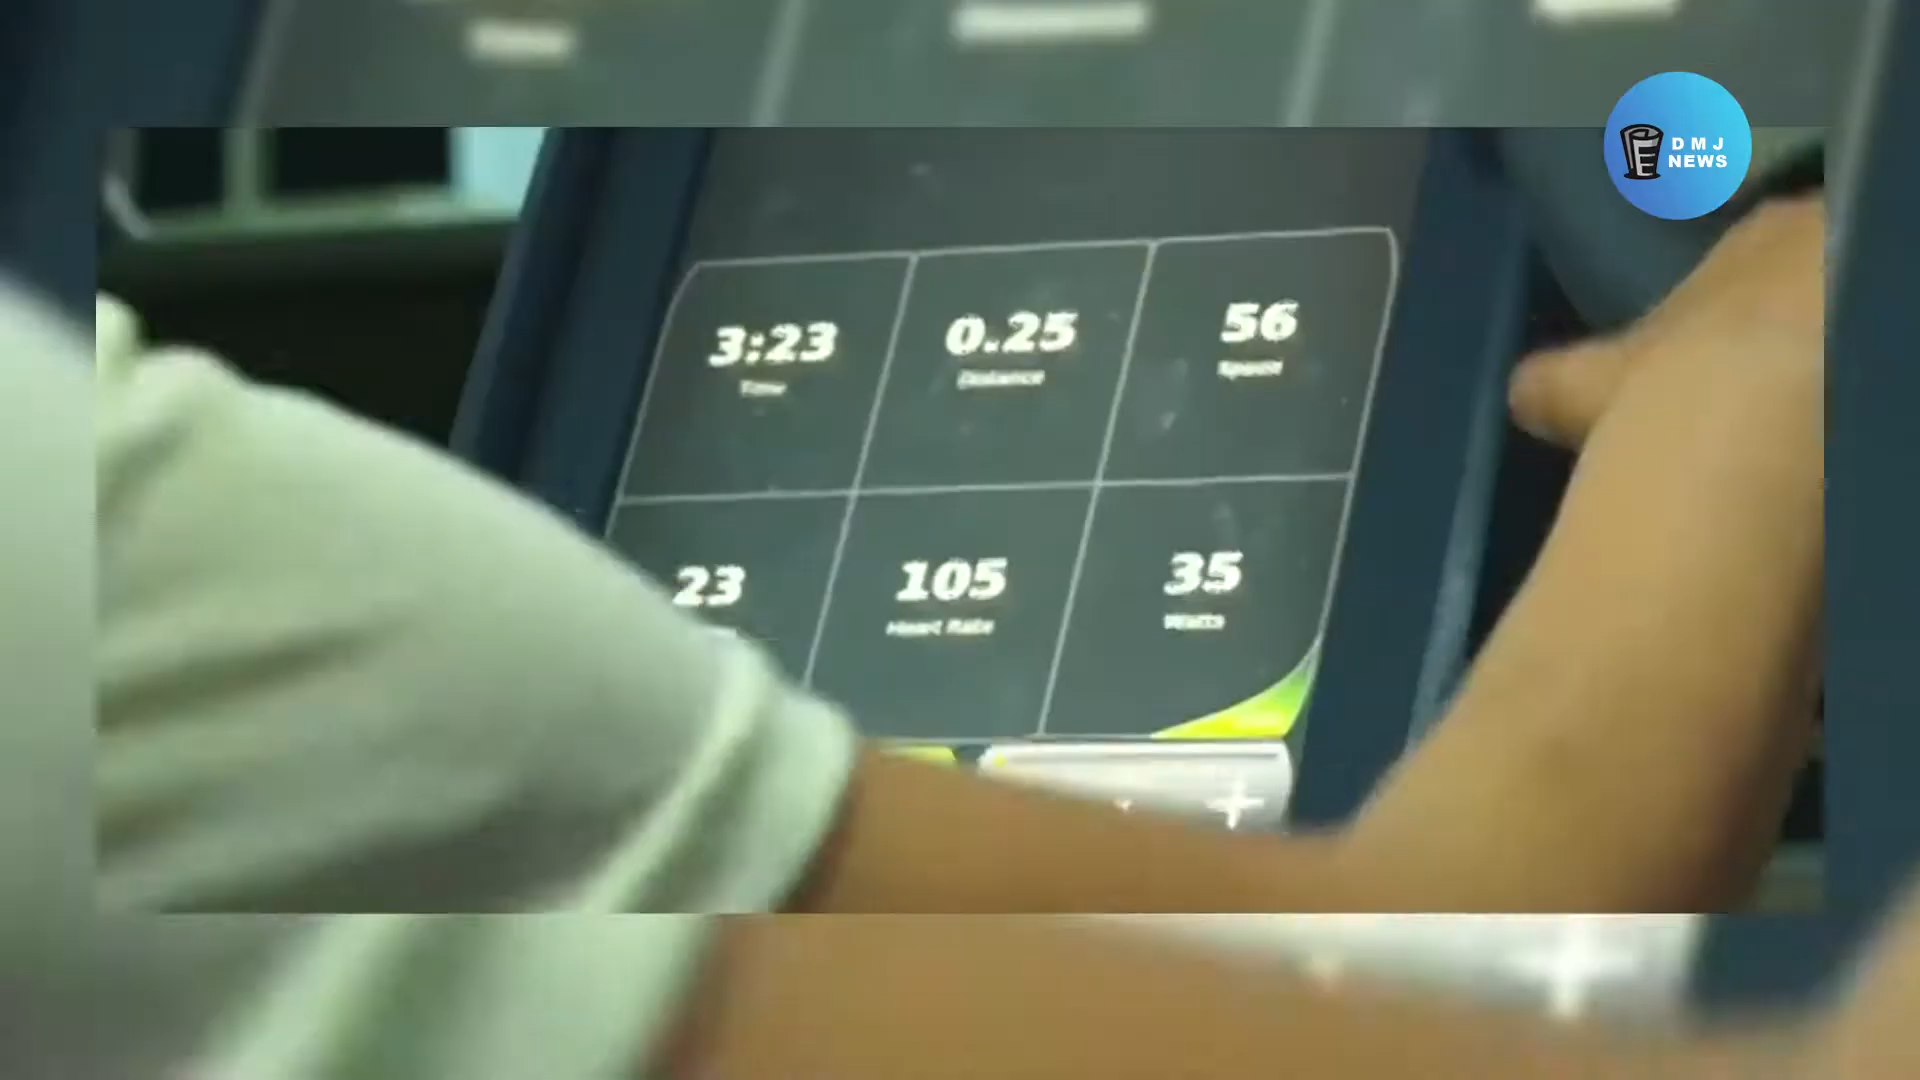 DMJ
NEWS
3:23
0.25
56
Time
Distance
Speed
23
105
35
Heart Rate
Watts
+